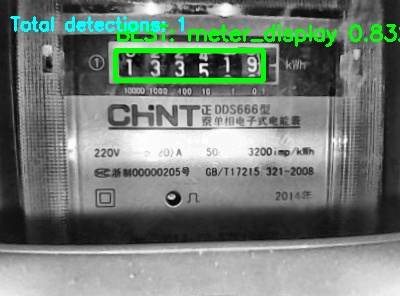 Total detections: 1
BEST: meter_display 0.83
① 1 3 3 5 1 9 kWh
10000 1000 100 10 1 0.1
CHNT 正泰 DDS666型
单相电子式电能表
220V 20)A 50 3200imp/kWh
浙制00000205号 GB/T17215.321-2008
2014年